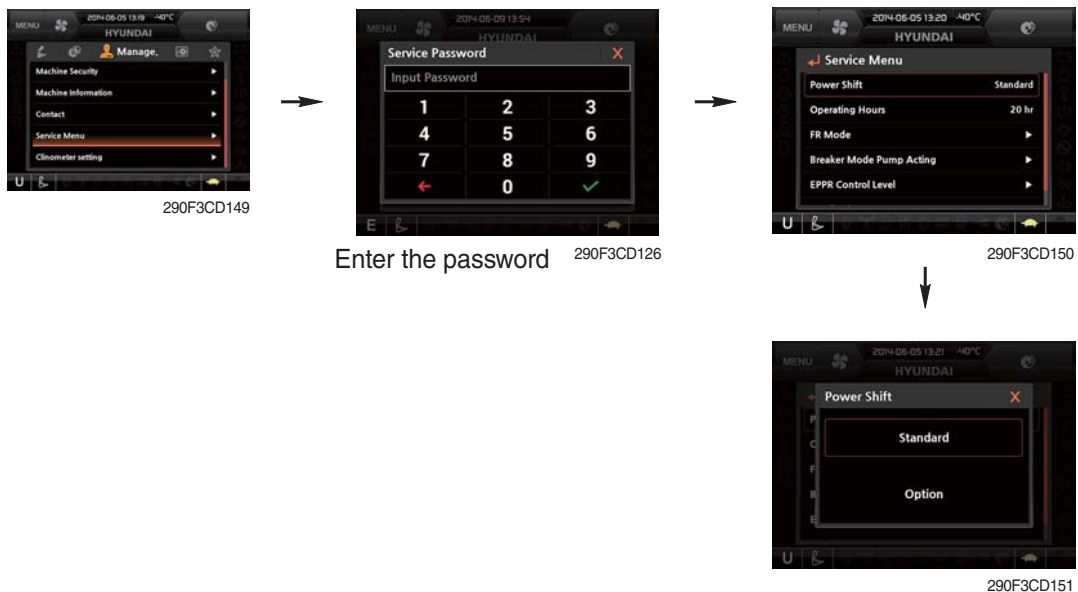 MENU
2014-06-05 13:19 -40°C
HYUNDAI
Manage.
Machine Security
Machine Information
Contact
Service Menu
Clinometer setting
U
290F3CD149
MENU
2014-06-09 13:54
HYUNDAI
Service Password X
Input Password
1 2 3
4 5 6
7 8 9
0
E
Enter the password
290F3CD126
MENU
2014-06-05 13:20 -40°C
HYUNDAI
Service Menu
Power Shift Standard
Operating Hours 20 hr
FR Mode
Breaker Mode Pump Acting
EPPR Control Level
U
290F3CD150
MENU
2014-06-05 13:21 -40°C
HYUNDAI
Power Shift X
Standard
Option
U
290F3CD151